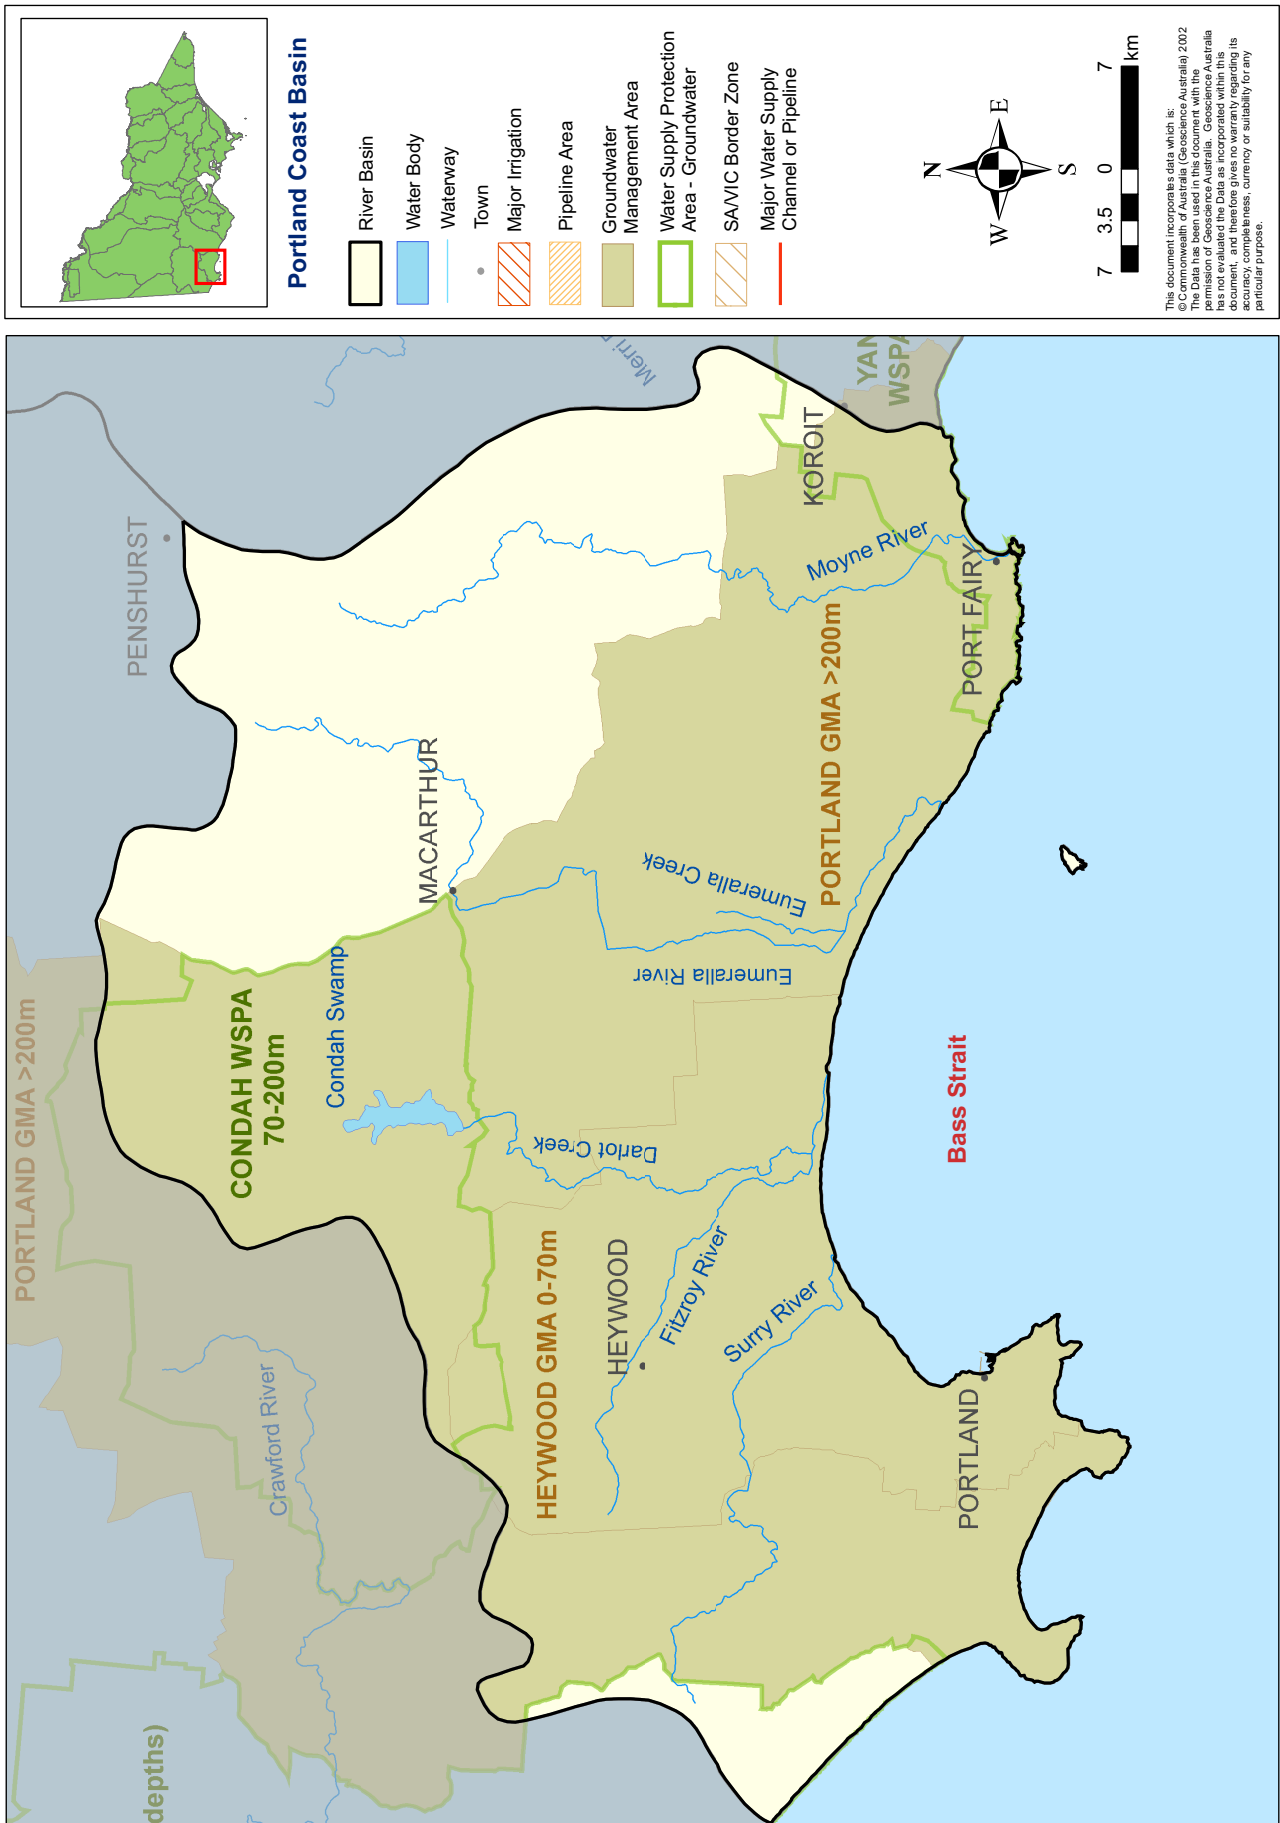 Portland Coast Basin
River Basin
Water Body
Waterway
Town
Major Irrigation
Pipeline Area
Groundwater
Management Area
Water Supply Protection
Area - Groundwater
SA/VIC Border Zone
Major Water Supply
Channel or Pipeline
N
W
E
S
7
3.5
0
7
km
This document incorporates data which is:
© Commonwealth of Australia (Geoscience Australia) 2002
The Data has been used in this document with the
permission of Geoscience Australia. Geoscience Australia
has not evaluated the Data as incorporated within this
document, and therefore gives no warranty regarding its
accuracy, completeness, currency or suitability for any
particular purpose.
PORTLAND GMA >200m
PENSHURST
depths)
CONDAH WSPA
70-200m
Condah Swamp
Crawford River
MACARTHUR
Merri
HEYWOOD GMA 0-70m
HEYWOOD
Darlot Creek
Fitzroy River
Surry River
Eumeralla Creek
Eumeralla River
PORTLAND GMA >200m
Moyne River
KOROIT
YAN
WSPA
PORT FAIRY
PORTLAND
Bass Strait